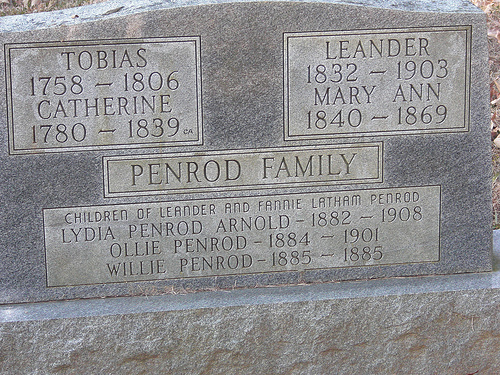 TOBIAS
1758 - 1806
CATHERINE
1780 - 1839 CA
LEANDER
1832 - 1903
MARY ANN
1840 - 1869
PENROD FAMILY
CHILDREN OF LEANDER AND FANNIE LATHAM PENROD
LYDIA PENROD ARNOLD - 1882 - 1908
OLLIE PENROD - 1884 - 1901
WILLIE PENROD - 1885 - 1885